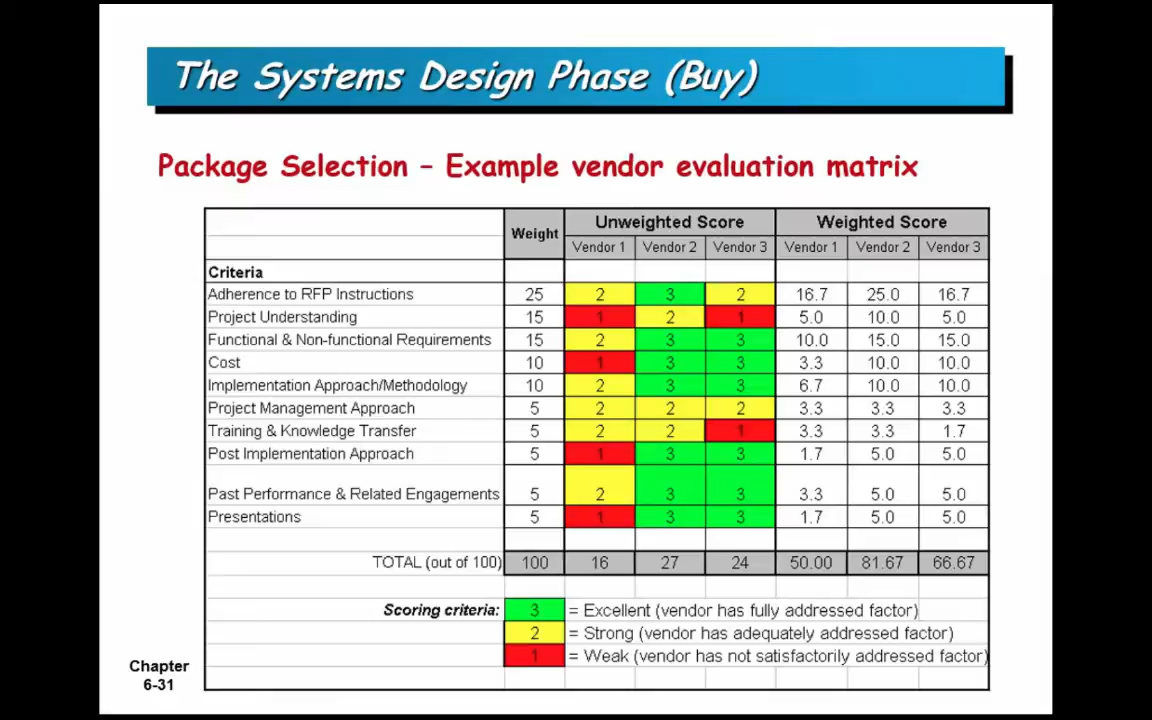 The Systems Design Phase (Buy)
Package Selection – Example vendor evaluation matrix
Weight Unweighted Score Weighted Score
Vendor 1 Vendor 2 Vendor 3 Vendor 1 Vendor 2 Vendor 3
Criteria
Adherence to RFP Instructions 25 2 3 2 16.7 25.0 16.7
Project Understanding 15 1 2 1 5.0 10.0 5.0
Functional & Non-functional Requirements 15 2 3 3 10.0 15.0 15.0
Cost 10 1 3 3 3.3 10.0 10.0
Implementation Approach/Methodology 10 2 3 3 6.7 10.0 10.0
Project Management Approach 5 2 2 2 3.3 3.3 3.3
Training & Knowledge Transfer 5 2 2 1 3.3 3.3 1.7
Post Implementation Approach 5 1 3 3 1.7 5.0 5.0
Past Performance & Related Engagements 5 2 3 3 3.3 5.0 5.0
Presentations 5 1 3 3 1.7 5.0 5.0
TOTAL (out of 100) 100 16 27 24 50.00 81.67 66.67
Scoring criteria: 3 = Excellent (vendor has fully addressed factor)
2 = Strong (vendor has adequately addressed factor)
1 = Weak (vendor has not satisfactorily addressed factor)
Chapter
6-31